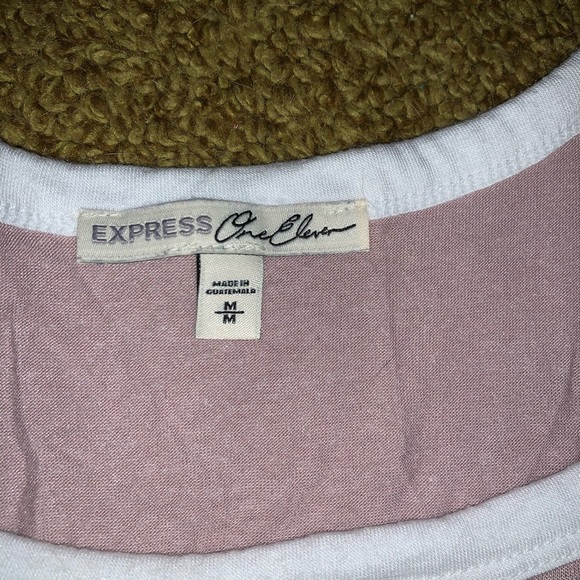 EXPRESS One Eleven
MADE IN
GUATEMALA
M
M